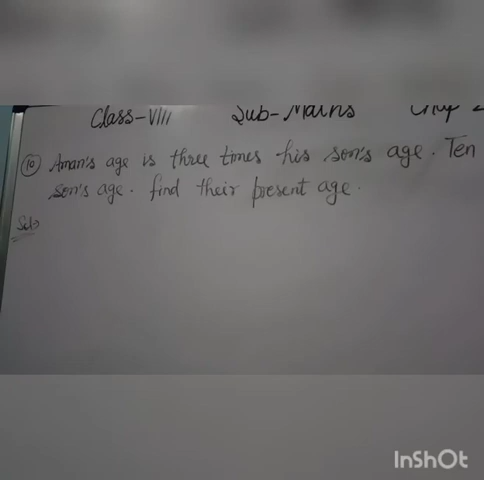 Class-VIII Sub-Maths
10 Aman's age is three times his son's age. Ten
son's age. find their present age.
Sol→
InShOt